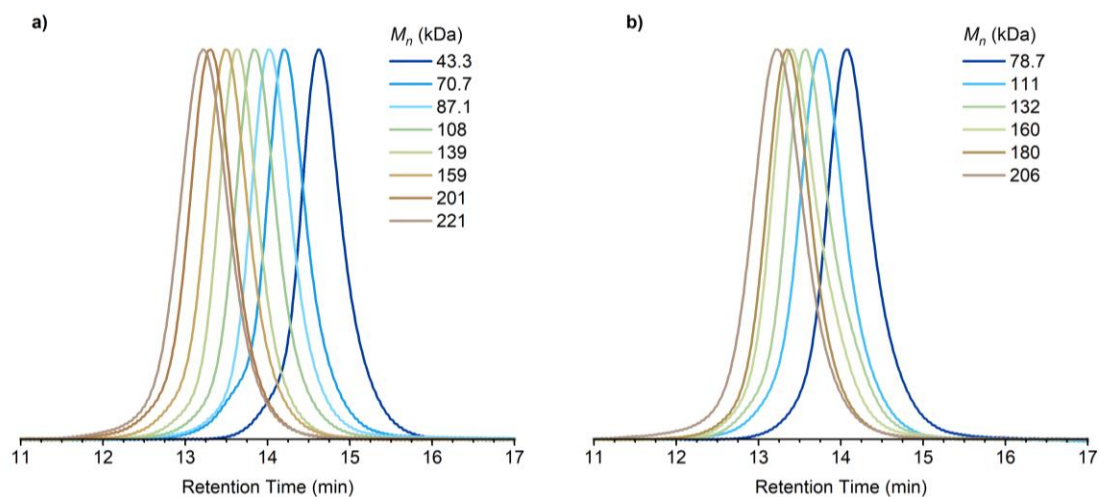 a)
M_n (kDa)
43.3
70.7
87.1
108
139
159
201
221
11 12 13 14 15 16 17
Retention Time (min)
b)
M_n (kDa)
78.7
111
132
160
180
206
11 12 13 14 15 16 17
Retention Time (min)